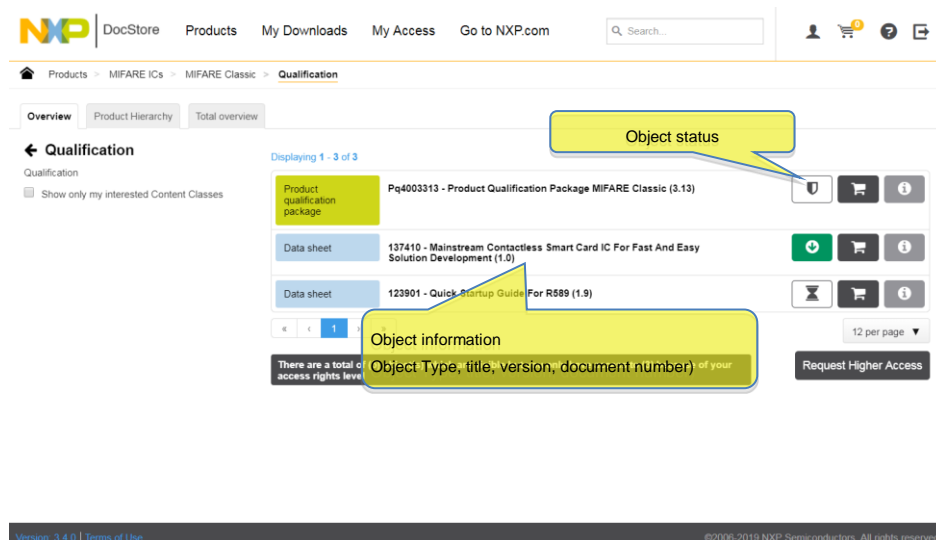 NXP DocStore Products My Downloads My Access Go to NXP.com Search... 0
Products > MIFARE ICs > MIFARE Classic > Qualification
Overview Product Hierarchy Total overview
Object status
Qualification
Displaying 1 - 3 of 3
Qualification
Show only my interested Content Classes
Product qualification package
Pq4003313 - Product Qualification Package MIFARE Classic (3.13)
Data sheet
137410 - Mainstream Contactless Smart Card IC For Fast And Easy
Solution Development (1.0)
Data sheet
123901 - Quick Startup Guide For R589 (1.9)
« ‹ 1 › »
12 per page ▼
Object information
Object Type, title, version, document number)
There are a total of
of your
access rights leve
Request Higher Access
Version: 3.4.0 | Terms of Use
©2006-2019 NXP Semiconductors. All rights reserved